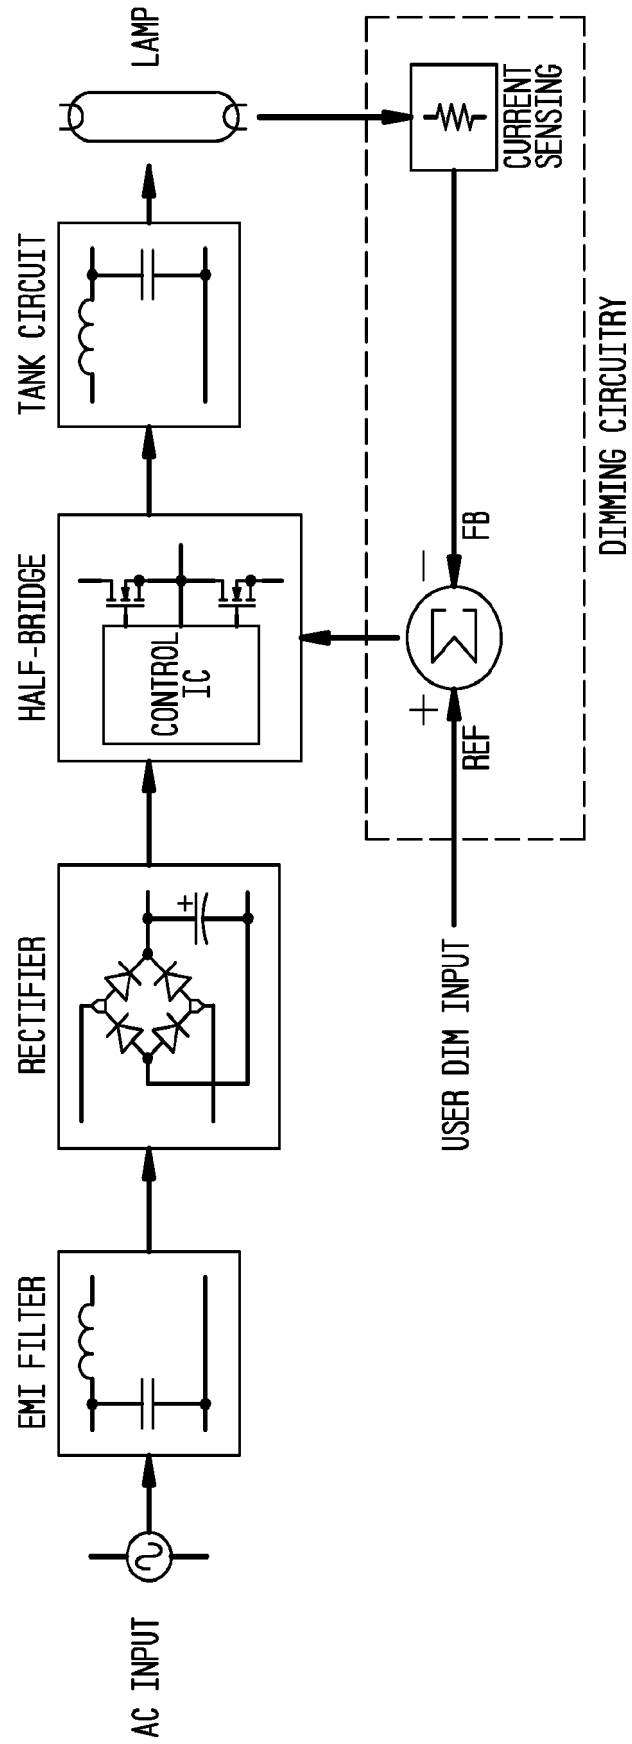 AC INPUT
EMI FILTER
RECTIFIER
+
HALF-BRIDGE
CONTROL
IC
TANK CIRCUIT
LAMP
USER DIM INPUT
REF
+
Σ
−
FB
CURRENT
SENSING
DIMMING CIRCUITRY